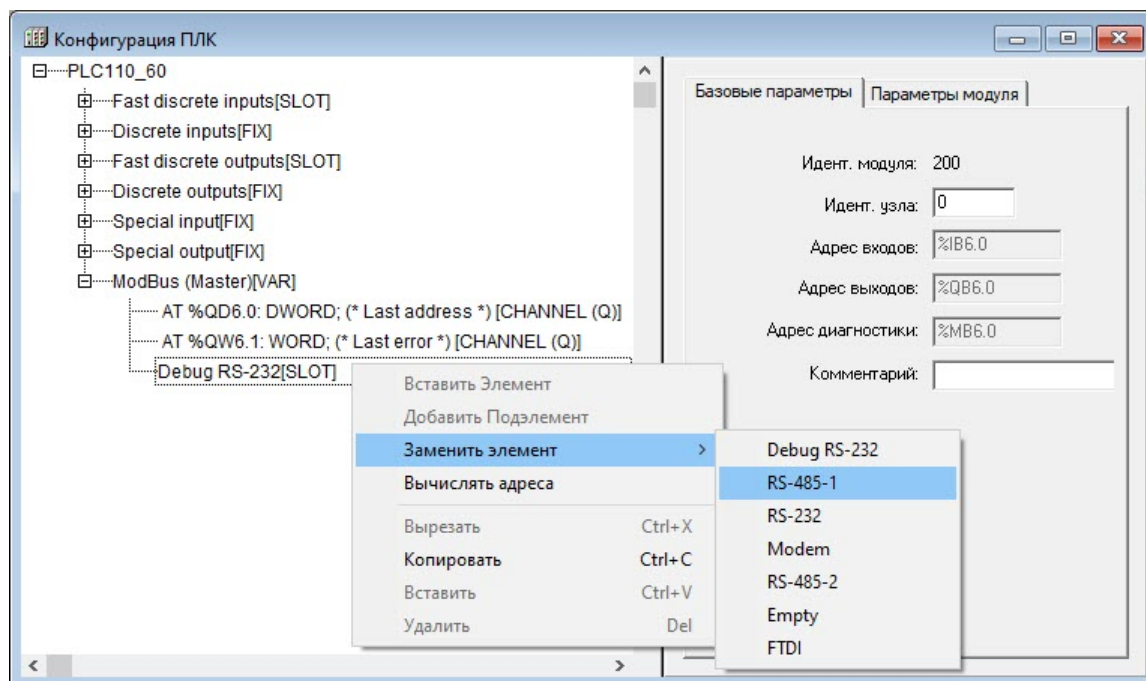 Конфигурация ПЛК
PLC110_60
Fast discrete inputs[SLOT]
Discrete inputs[FIX]
Fast discrete outputs[SLOT]
Discrete outputs[FIX]
Special input[FIX]
Special output[FIX]
ModBus (Master)[VAR]
AT %QD6.0: DWORD; (* Last address *) [CHANNEL (Q)]
AT %QW6.1: WORD; (* Last error *) [CHANNEL (Q)]
Debug RS-232[SLOT]
Вставить Элемент
Добавить Подэлемент
Заменить элемент
Вычислять адреса
Вырезать Ctrl+X
Копировать Ctrl+C
Вставить Ctrl+V
Удалить Del
Debug RS-232
RS-485-1
RS-232
Modem
RS-485-2
Empty
FTDI
Базовые параметры Параметры модуля
Идент. модуля: 200
Идент. узла: 0
Адрес входов: %IB6.0
Адрес выходов: %QB6.0
Адрес диагностики: %MB6.0
Комментарий: